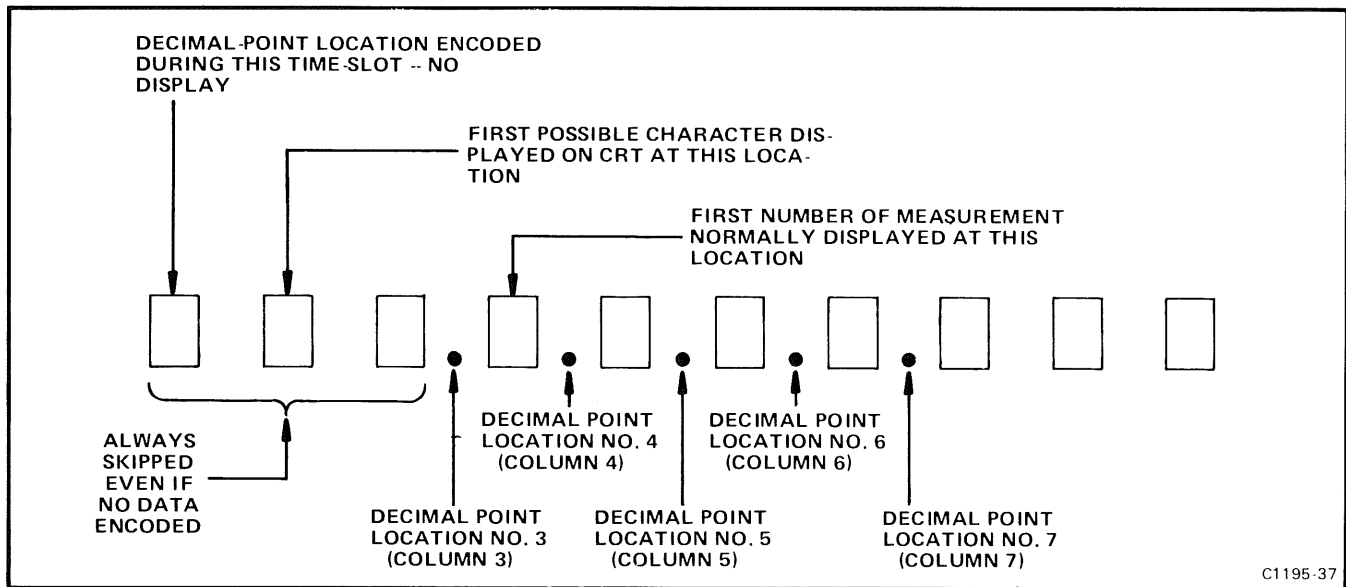 DECIMAL-POINT LOCATION ENCODED
DURING THIS TIME-SLOT -- NO
DISPLAY
FIRST POSSIBLE CHARACTER DIS-
PLAYED ON CRT AT THIS LOCA-
TION
FIRST NUMBER OF MEASUREMENT
NORMALLY DISPLAYED AT THIS
LOCATION
ALWAYS
SKIPPED
EVEN IF
NO DATA
ENCODED
DECIMAL POINT
LOCATION NO. 3
(COLUMN 3)
DECIMAL POINT
LOCATION NO. 4
(COLUMN 4)
DECIMAL POINT
LOCATION NO. 5
(COLUMN 5)
DECIMAL POINT
LOCATION NO. 6
(COLUMN 6)
DECIMAL POINT
LOCATION NO. 7
(COLUMN 7)
C1195-37